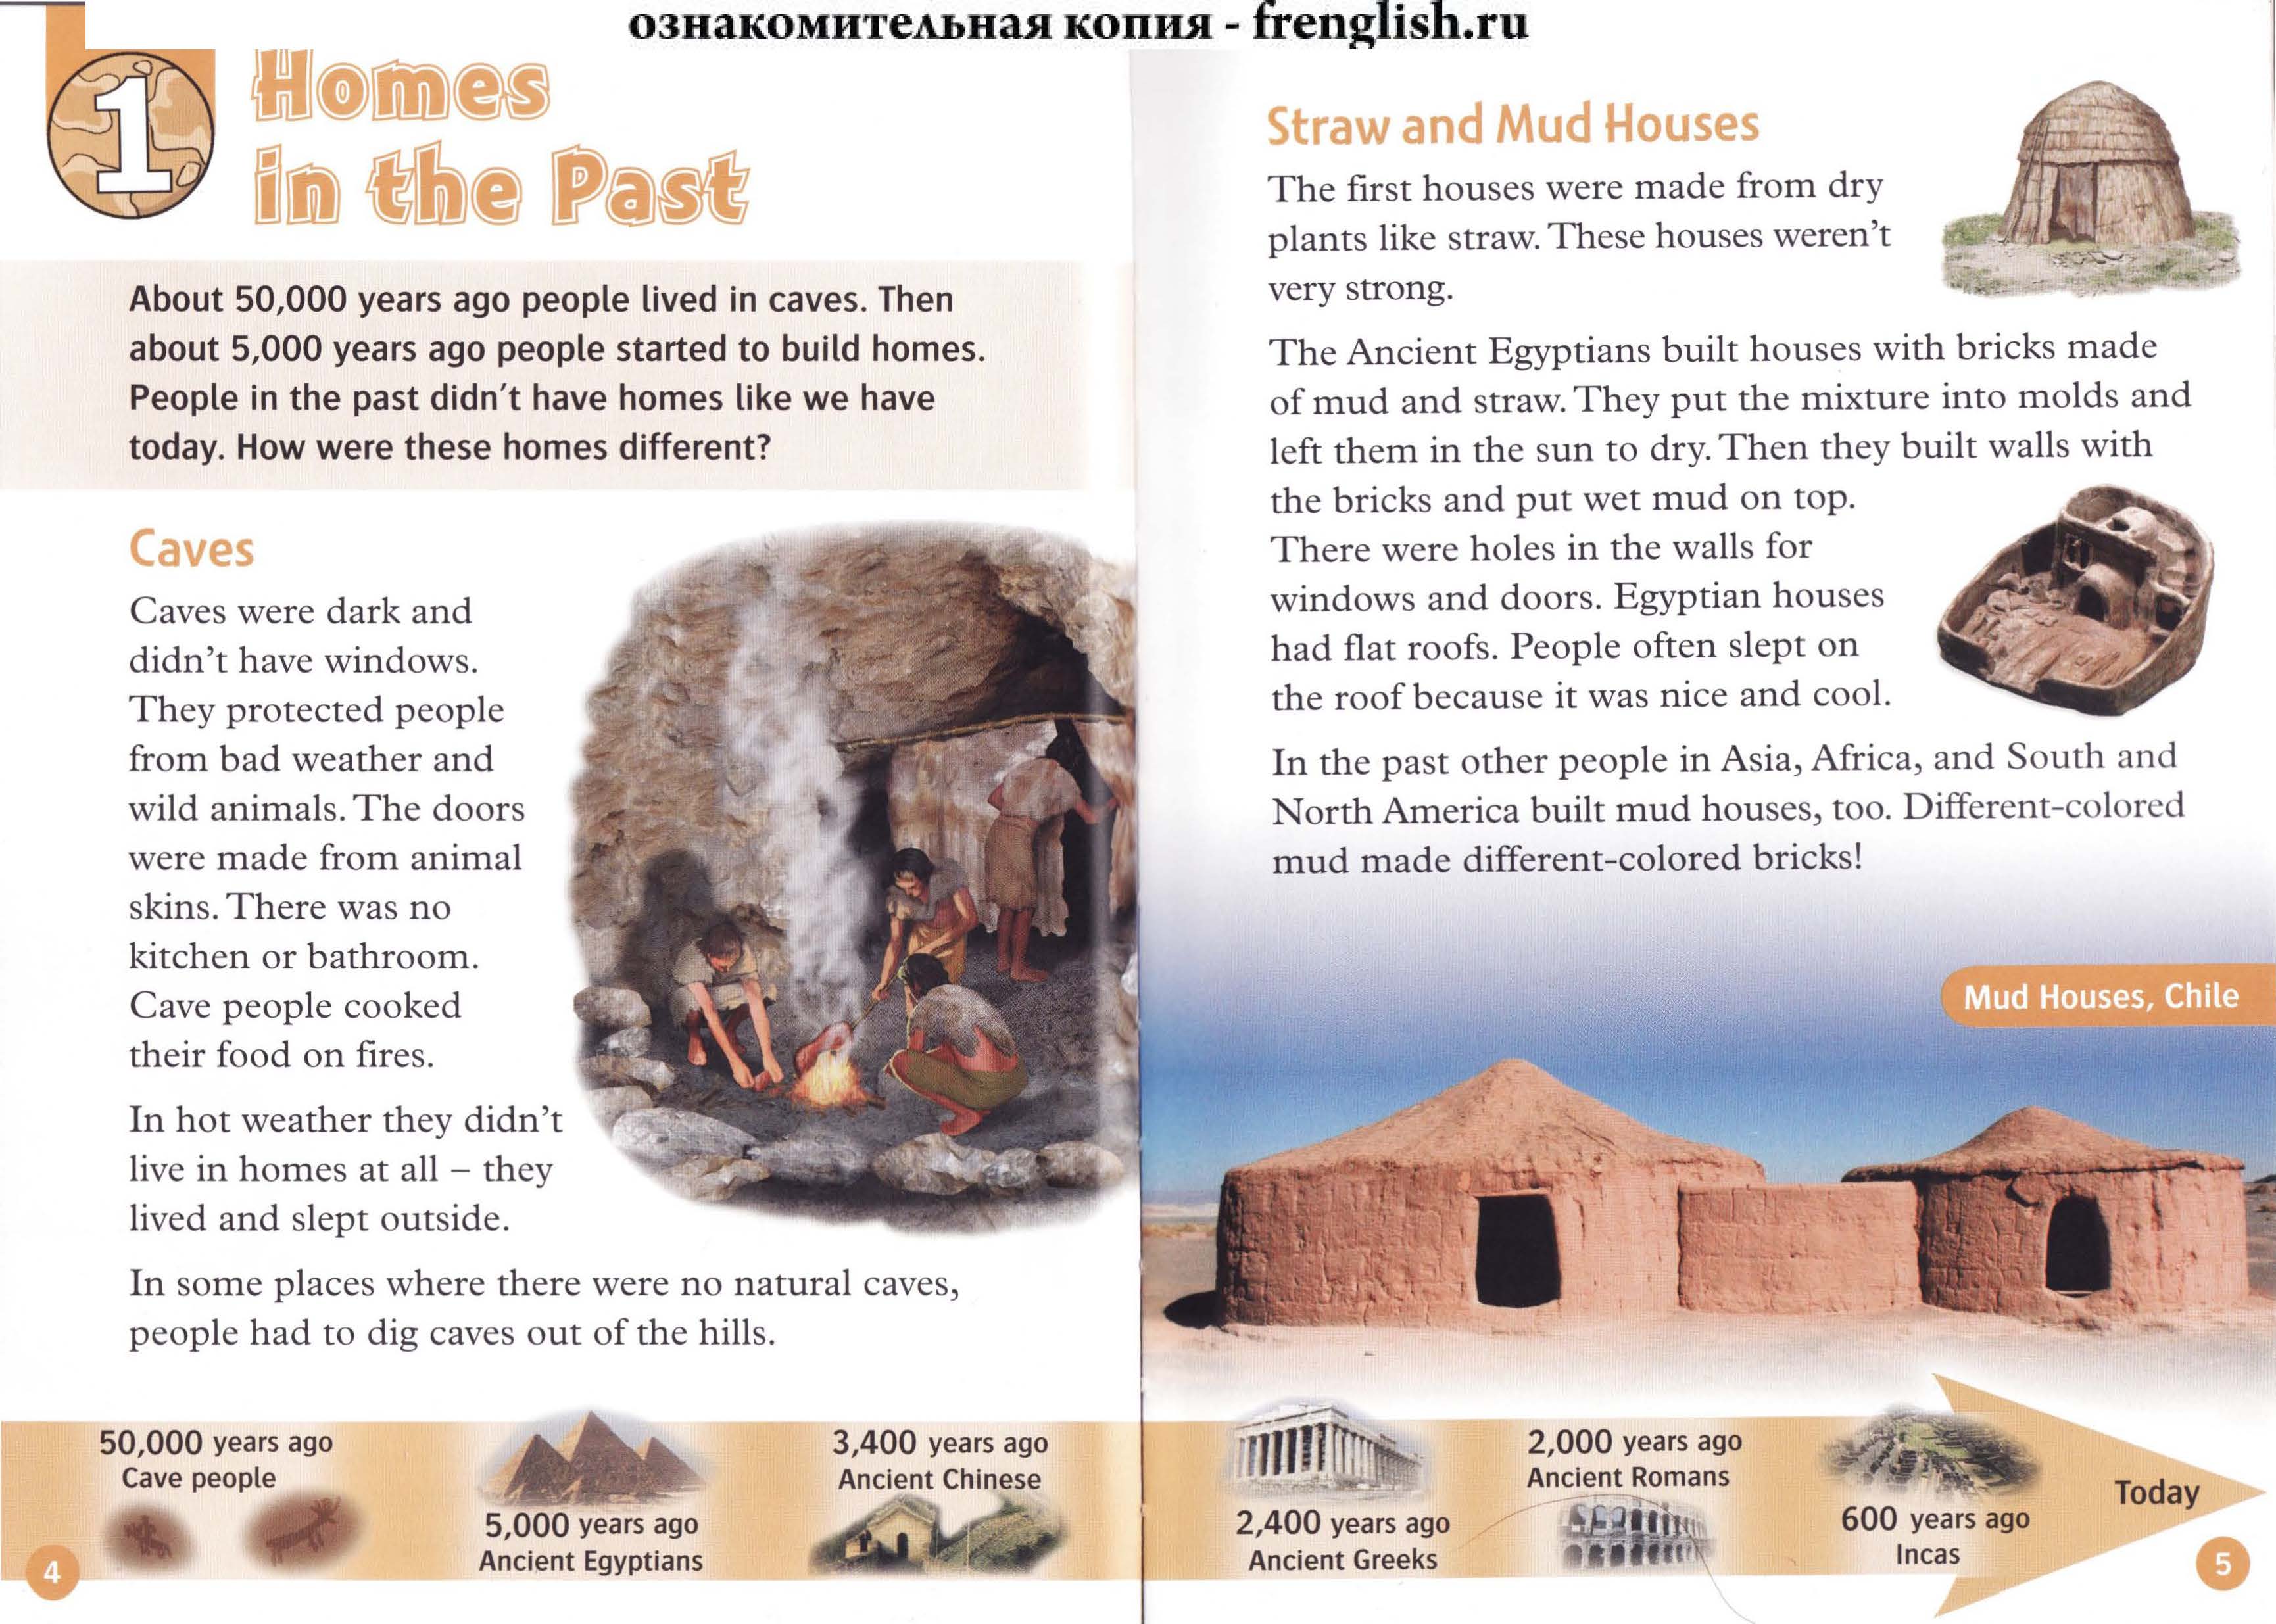 ознакомительная копия - frenglish.ru
1
Homes
in the Past
About 50,000 years ago people lived in caves. Then
about 5,000 years ago people started to build homes.
People in the past didn't have homes like we have
today. How were these homes different?
Caves
Caves were dark and
didn't have windows.
They protected people
from bad weather and
wild animals. The doors
were made from animal
skins. There was no
kitchen or bathroom.
Cave people cooked
their food on fires.
In hot weather they didn't
live in homes at all – they
lived and slept outside.
In some places where there were no natural caves,
people had to dig caves out of the hills.
Straw and Mud Houses
The first houses were made from dry
plants like straw. These houses weren't
very strong.
The Ancient Egyptians built houses with bricks made
of mud and straw. They put the mixture into molds and
left them in the sun to dry. Then they built walls with
the bricks and put wet mud on top.
There were holes in the walls for
windows and doors. Egyptian houses
had flat roofs. People often slept on
the roof because it was nice and cool.
In the past other people in Asia, Africa, and South and
North America built mud houses, too. Different-colored
mud made different-colored bricks!
Mud Houses, Chile
50,000 years ago
Cave people
5,000 years ago
Ancient Egyptians
3,400 years ago
Ancient Chinese
2,400 years ago
Ancient Greeks
2,000 years ago
Ancient Romans
600 years ago
Incas
Today
4
5